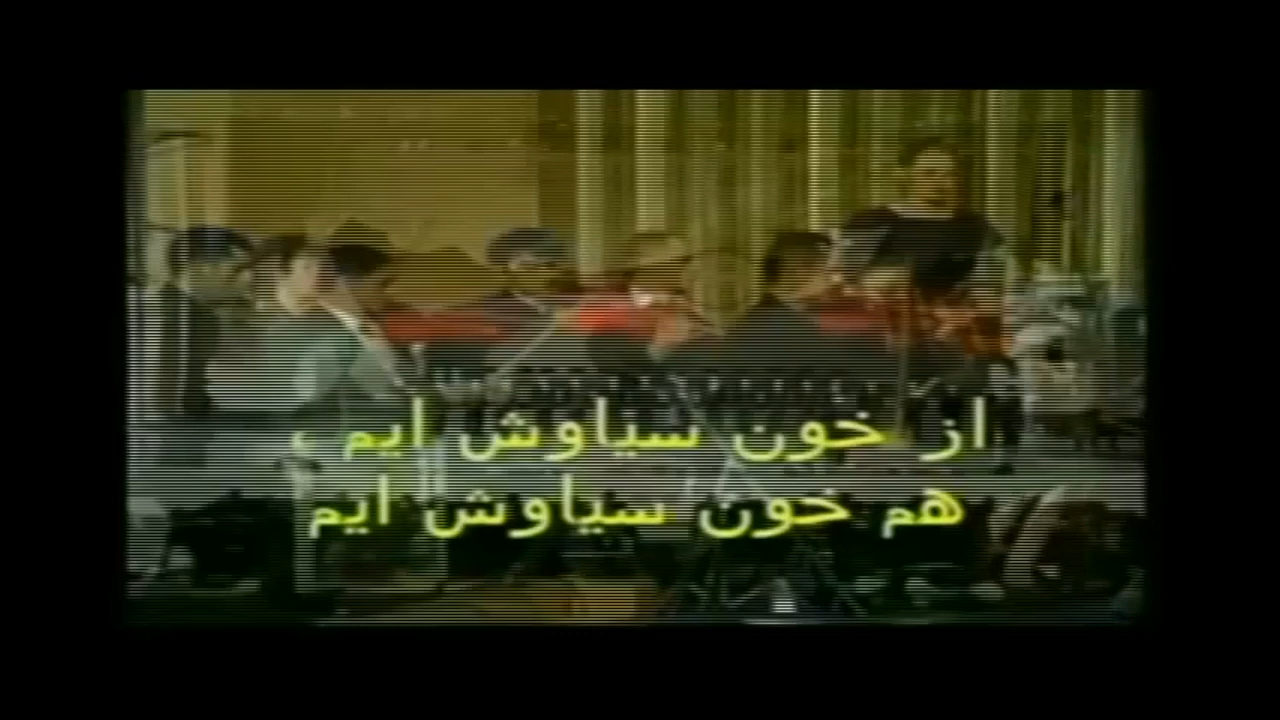 از خون سیاوش ایم ،
هم خون سیاوش ایم